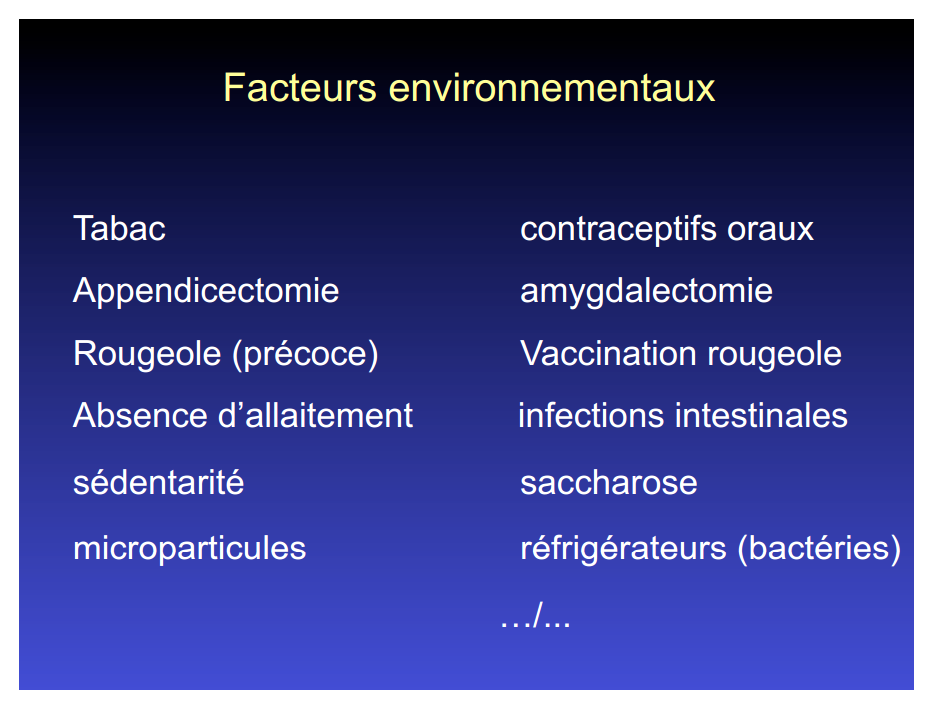 Facteurs environnementaux
Tabac contraceptifs oraux
Appendicectomie amygdalectomie
Rougeole (précoce) Vaccination rougeole
Absence d’allaitement infections intestinales
sédentarité saccharose
microparticules réfrigérateurs (bactéries)
…/...